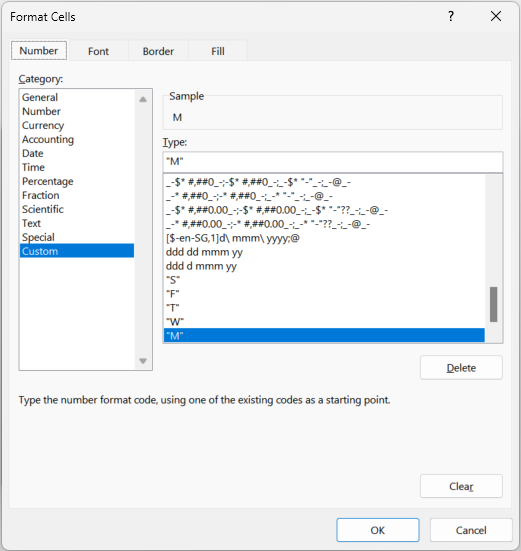 Format Cells
?
Number Font Border Fill
Category:
General
Number
Currency
Accounting
Date
Time
Percentage
Fraction
Scientific
Text
Special
Custom
Sample
M
Type:
"M"
_-$* #,##0_-;-$* #,##0_-;_-$* "-"_-;_-@_-
_-* #,##0_-;-* #,##0_-;_-* "-"_-;_-@_-
_-$* #,##0.00_-;-$* #,##0.00_-;_-$* "-"??_-;_-@_-
_-* #,##0.00_-;-* #,##0.00_-;_-* "-"??_-;_-@_-
[$-en-SG,1]d\ mmm\ yyyy;@
ddd dd mmm yy
ddd d mmm yy
"S"
"F"
"T"
"W"
"M"
Delete
Type the number format code, using one of the existing codes as a starting point.
Clear
OK Cancel